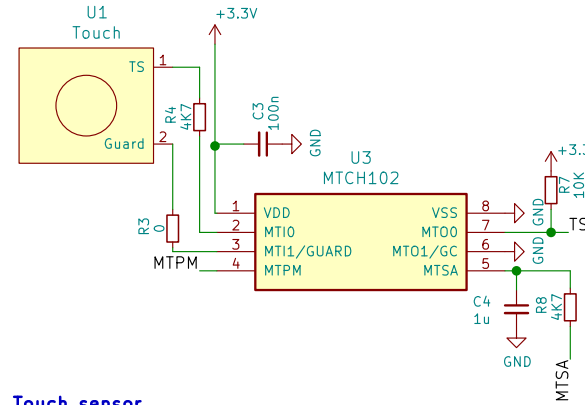 U1
Touch
TS
1
Guard
2
+3.3V
R4
4K7
C3
100n
GND
R3
0
MTPM
U3
MTCH102
1
VDD
2
MTI0
3
MTI1/GUARD
4
MTPM
VSS
8
MTO0
7
MTO1/GC
6
MTSA
5
GND
GND
+3.3
R7
10K
TS
C4
1u
GND
R8
4K7
MTSA
Touch sensor